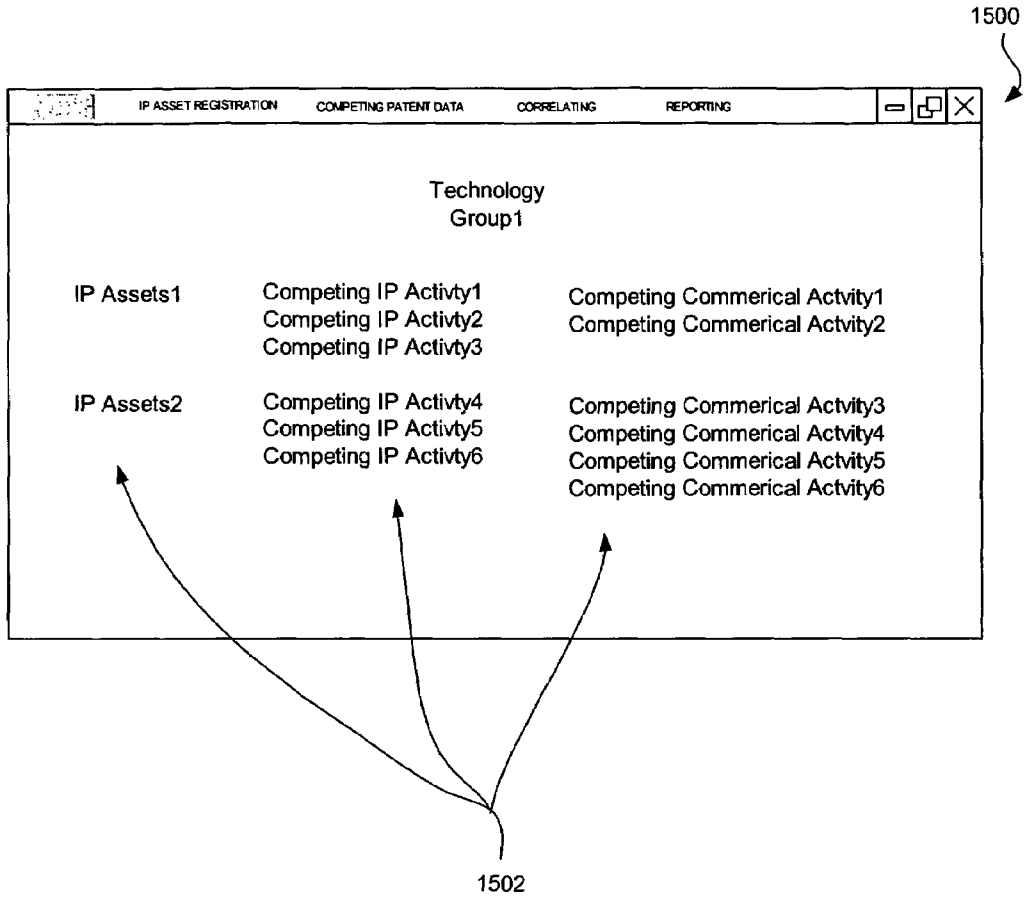 1500
IP ASSET REGISTRATION COMPETING PATENT DATA CORRELATING REPORTING
Technology
Group1
IP Assets1
Competing IP Activty1
Competing IP Activty2
Competing IP Activty3
Competing Commerical Actvity1
Competing Commerical Actvity2
IP Assets2
Competing IP Activty4
Competing IP Activty5
Competing IP Activty6
Competing Commerical Actvity3
Competing Commerical Actvity4
Competing Commerical Actvity5
Competing Commerical Actvity6
1502